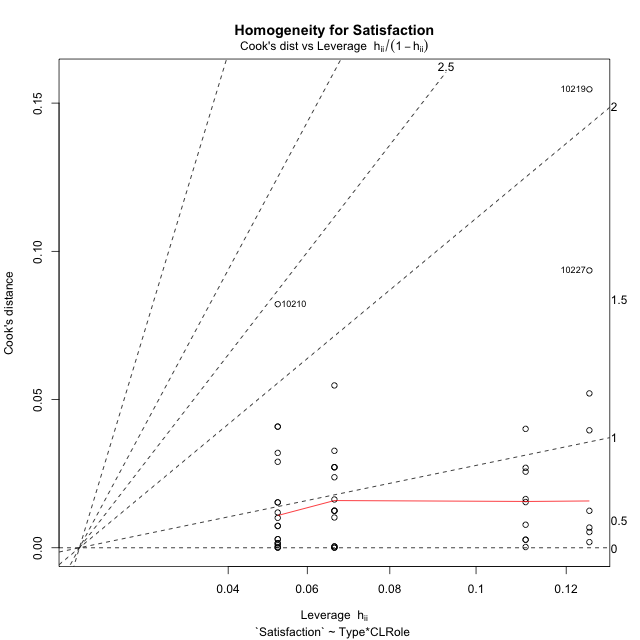 Homogeneity for Satisfaction
Cook's dist vs Leverage hii/(1 − hii)
2.5
0.15
10219
2
0.10
10227
10210
1.5
Cook's distance
0.05
1
0.5
0.00
0
0.04 0.06 0.08 0.1 0.12
Leverage hii
`Satisfaction` ~ Type*CLRole